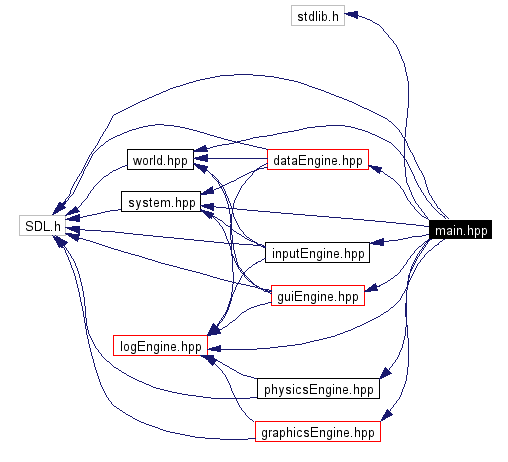 stdlib.h
world.hpp
dataEngine.hpp
system.hpp
SDL.h
main.hpp
inputEngine.hpp
guiEngine.hpp
logEngine.hpp
physicsEngine.hpp
graphicsEngine.hpp